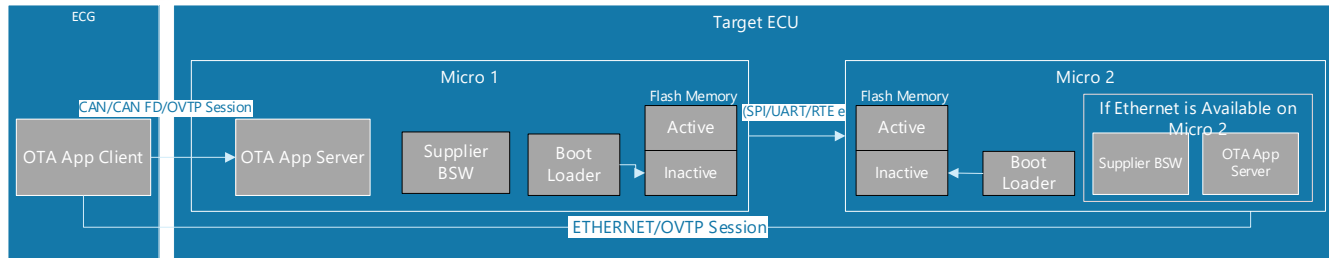 ECG
Target ECU
Micro 1
Micro 2
CAN/CAN FD/OVTP Session
OTA App Client
OTA App Server
Supplier
BSW
Boot
Loader
Flash Memory
Active
Inactive
(SPI/UART/RTE e
Flash Memory
Active
Inactive
Boot
Loader
If Ethernet is Available on
Micro 2
Supplier BSW
OTA App
Server
ETHERNET/OVTP Session